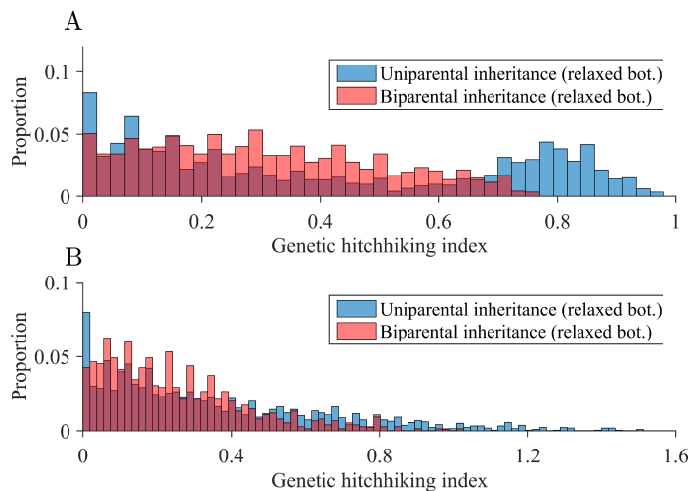 A
0.1
0.05
0
Proportion
Uniparental inheritance (relaxed bot.)
Biparental inheritance (relaxed bot.)
0 0.2 0.4 0.6 0.8 1
Genetic hitchhiking index
B
0.1
0.05
0
Proportion
Uniparental inheritance (relaxed bot.)
Biparental inheritance (relaxed bot.)
0 0.4 0.8 1.2 1.6
Genetic hitchhiking index